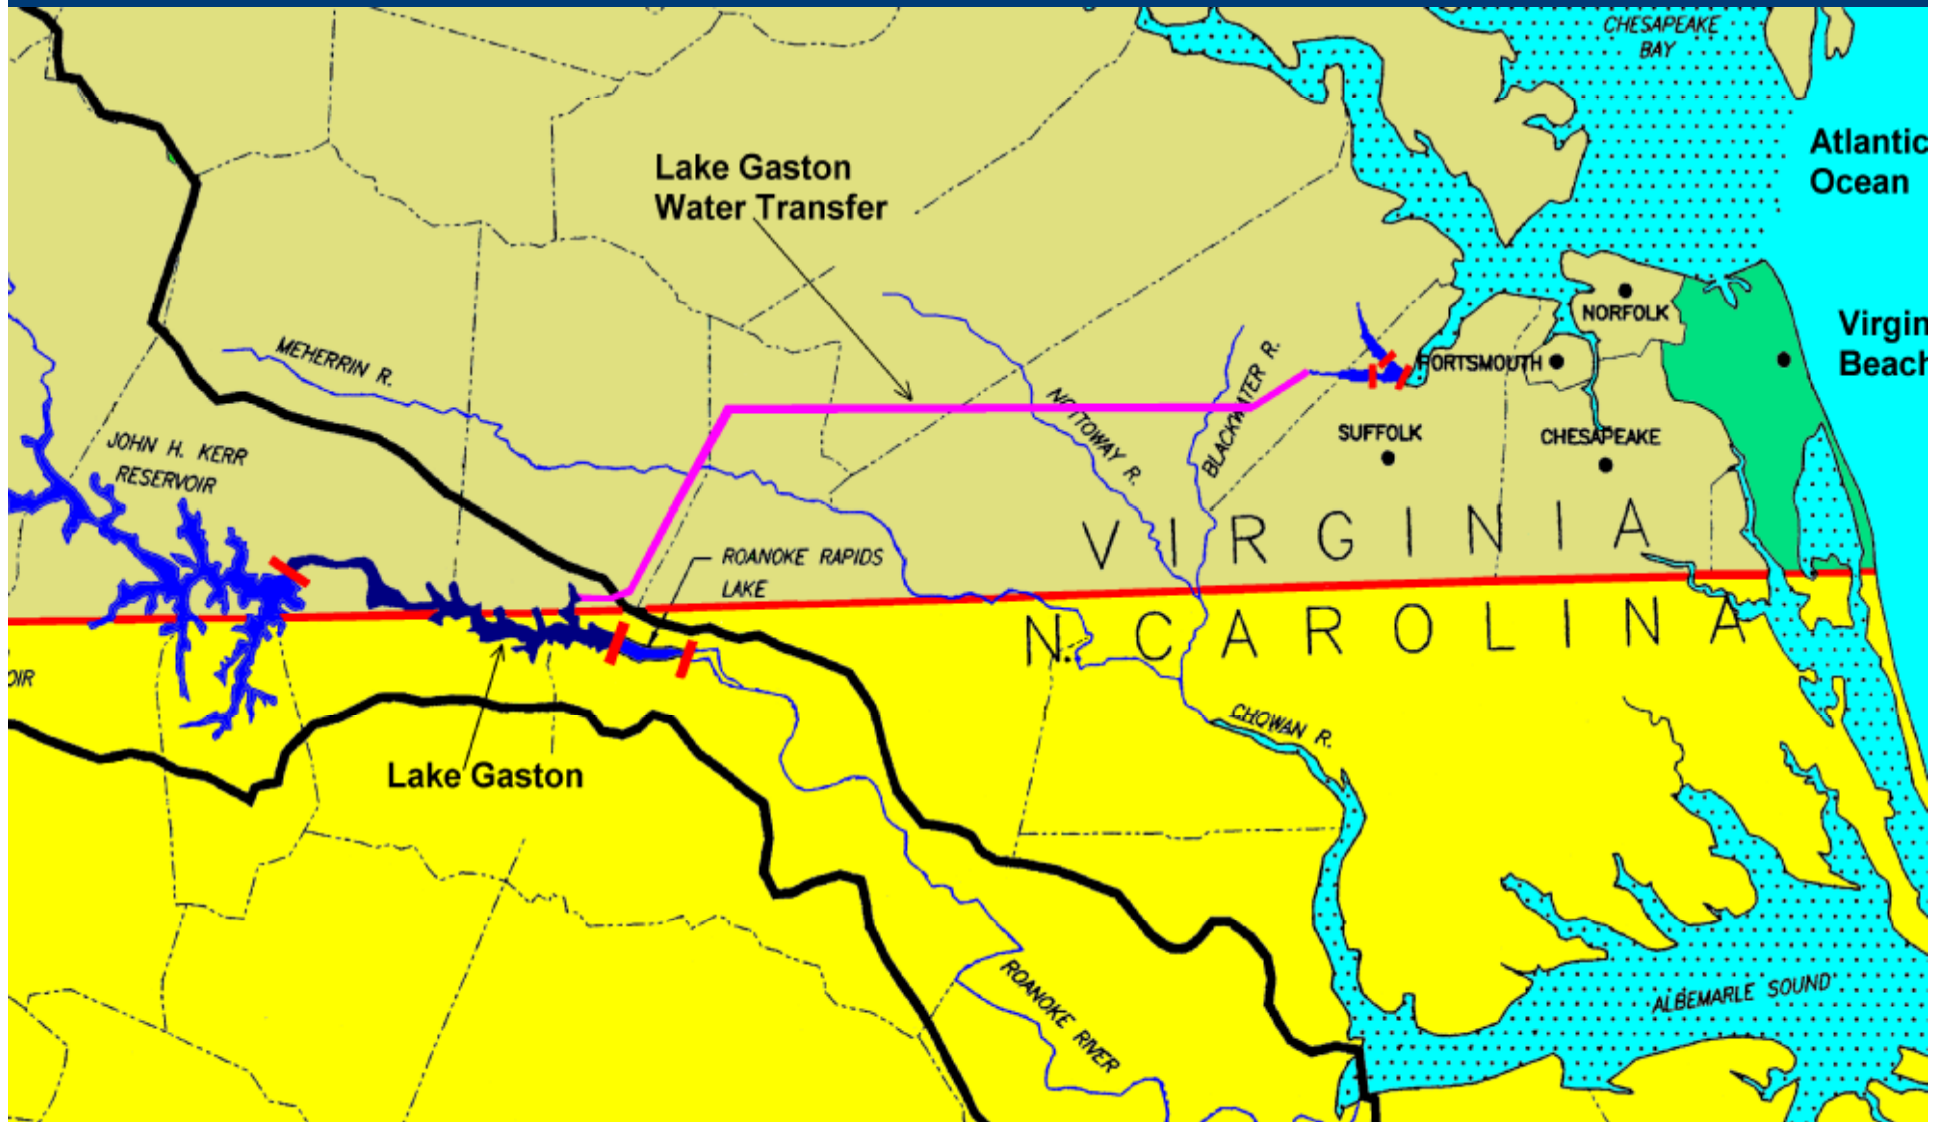 CHESAPEAKE
BAY
Atlantic
Ocean
Lake Gaston
Water Transfer
NORFOLK
Virgin
Beach
MEHERRIN R.
PORTSMOUTH
NOTTOWAY R.
BLACKWATER R.
SUFFOLK
CHESAPEAKE
JOHN H. KERR
RESERVOIR
VIRGINIA
ROANOKE RAPIDS
LAKE
N. CAROLINA
OIR
CHOWAN R.
Lake Gaston
ROANOKE RIVER
ALBEMARLE SOUND